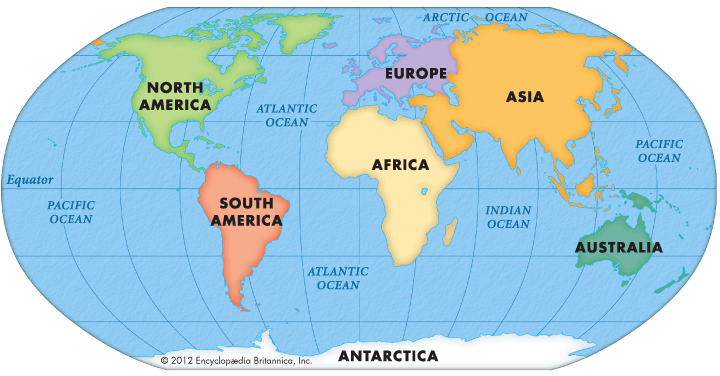 ARCTIC OCEAN
EUROPE
NORTH
AMERICA
ASIA
ATLANTIC
OCEAN
PACIFIC
OCEAN
AFRICA
Equator
SOUTH
AMERICA
PACIFIC
OCEAN
INDIAN
OCEAN
AUSTRALIA
ATLANTIC
OCEAN
ANTARCTICA
© 2012 Encyclopædia Britannica, Inc.